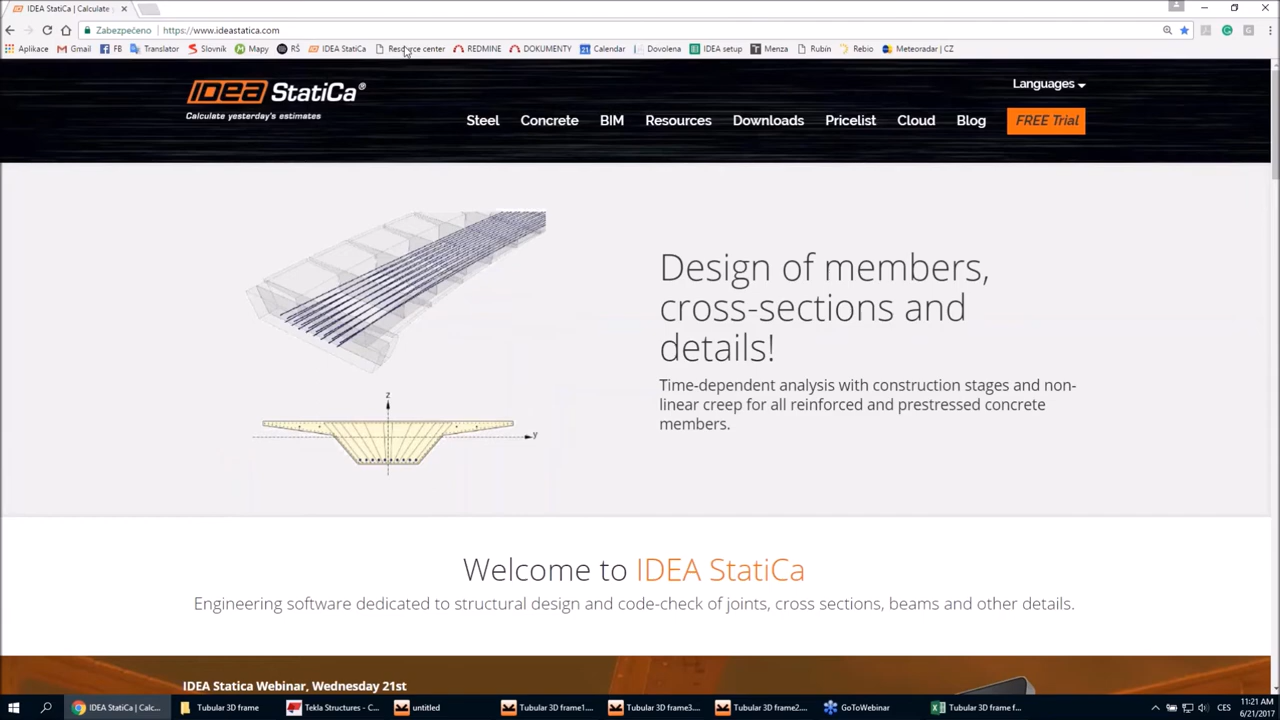 IDEA StatiCa | Calculate
Zabezpečeno https://www.ideastatica.com
Aplikace Gmail FB Translator Slovník Mapy RŠ IDEA StatiCa Resource center REDMINE DOKUMENTY Calendar Dovolena IDEA setup Menza Rubín Rebio Meteoradar | CZ
IDEA StatiCa®
Calculate yesterday's estimates
Languages
Steel Concrete BIM Resources Downloads Pricelist Cloud Blog FREE Trial
Design of members,
cross-sections and
details!
Time-dependent analysis with construction stages and non-
linear creep for all reinforced and prestressed concrete
members.
z
y
Welcome to IDEA StatiCa
Engineering software dedicated to structural design and code-check of joints, cross sections, beams and other details.
IDEA Statica Webinar, Wednesday 21st
IDEA StatiCa | Calc... Tubular 3D frame Tekla Structures - C... untitled Tubular 3D frame1.... Tubular 3D frame3.... Tubular 3D frame2.... GoToWebinar Tubular 3D frame f... CES 11:21 AM
6/21/2017